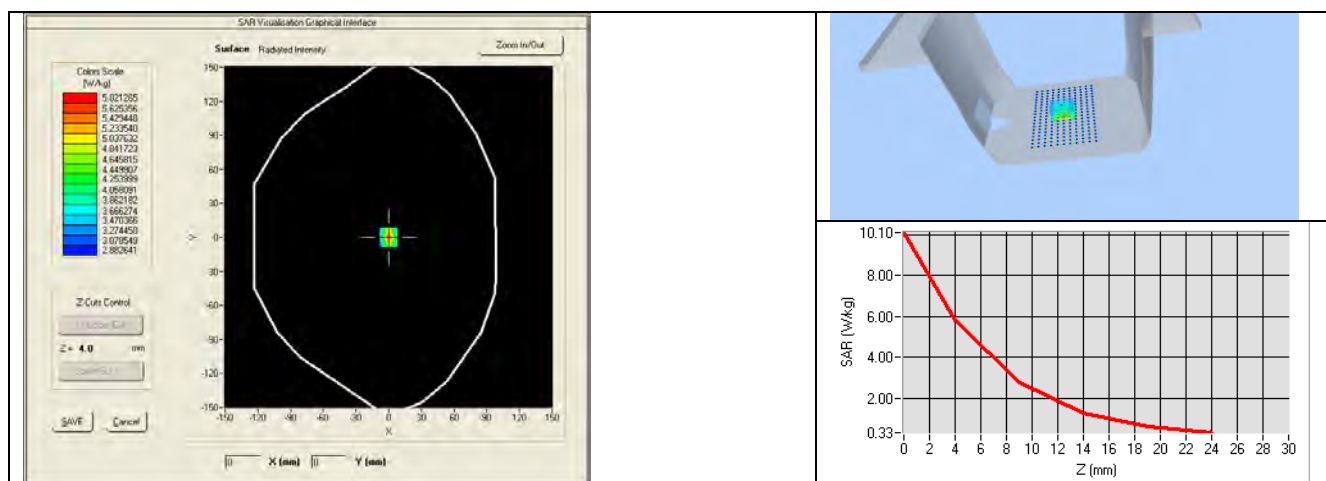 SAR Visualisation Graphical Interface
Surface Radiated Intensity
Zoom In/Out
Colors Scale
(W/kg)
5.821265
5.625356
5.429448
5.233540
5.037632
4.841723
4.645815
4.449907
4.253999
4.058091
3.862182
3.666274
3.470366
3.274458
3.078549
2.882641
Z Cuts Control
Z = 4.0 mm
SAVE Cancel
150
120
90
60
30
0
-30
-60
-90
-120
-150
Y
-150 -120 -90 -60 -30 0 30 60 90 120 150
X
0 X (mm) 0 Y (mm)
10.10
8.00
6.00
4.00
2.00
0.33
SAR (W/kg)
0 2 4 6 8 10 12 14 16 18 20 22 24 26 28 30
Z (mm)